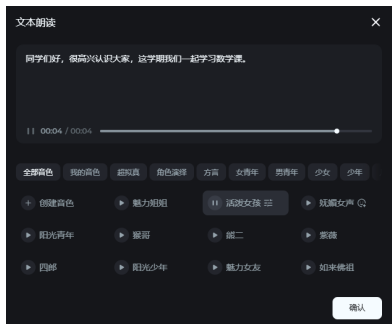 文本朗读
同学们好，很高兴认识大家，这学期我们一起学习数学课。
00:04 / 00:04
全部音色 我的音色 超拟真 角色演绎 方言 女青年 男青年 少女 少年
创建音色 魅力姐姐 活泼女孩 妩媚女声
阳光青年 猴哥 熊二 紫薇
四郎 阳光少年 魅力女友 如来佛祖
确认